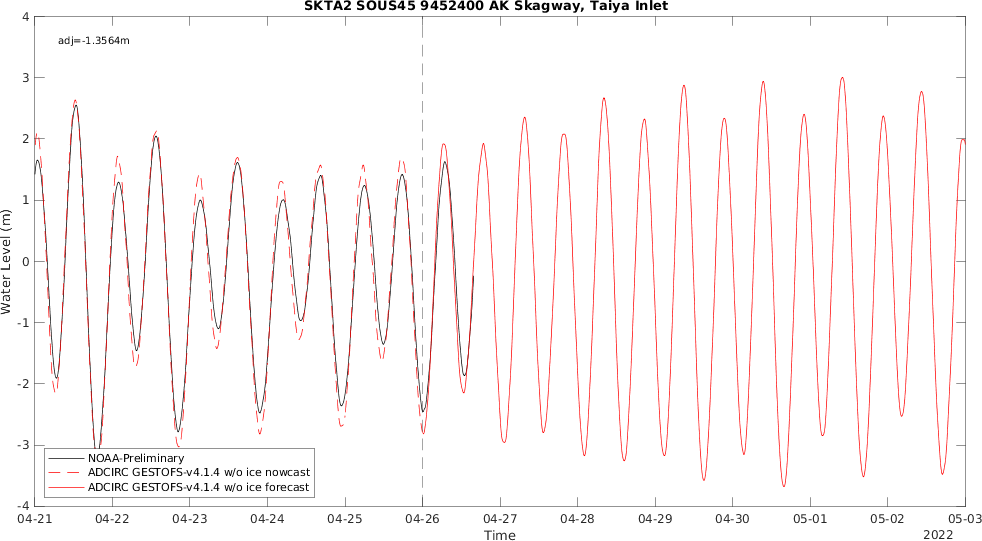 SKTA2 SOUS45 9452400 AK Skagway, Taiya Inlet
adj=-1.3564m
4
3
2
1
0
-1
-2
-3
-4
Water Level (m)
NOAA-Preliminary
ADCIRC GESTOFS-v4.1.4 w/o ice nowcast
ADCIRC GESTOFS-v4.1.4 w/o ice forecast
04-21 04-22 04-23 04-24 04-25 04-26 04-27 04-28 04-29 04-30 05-01 05-02 05-03
Time
2022